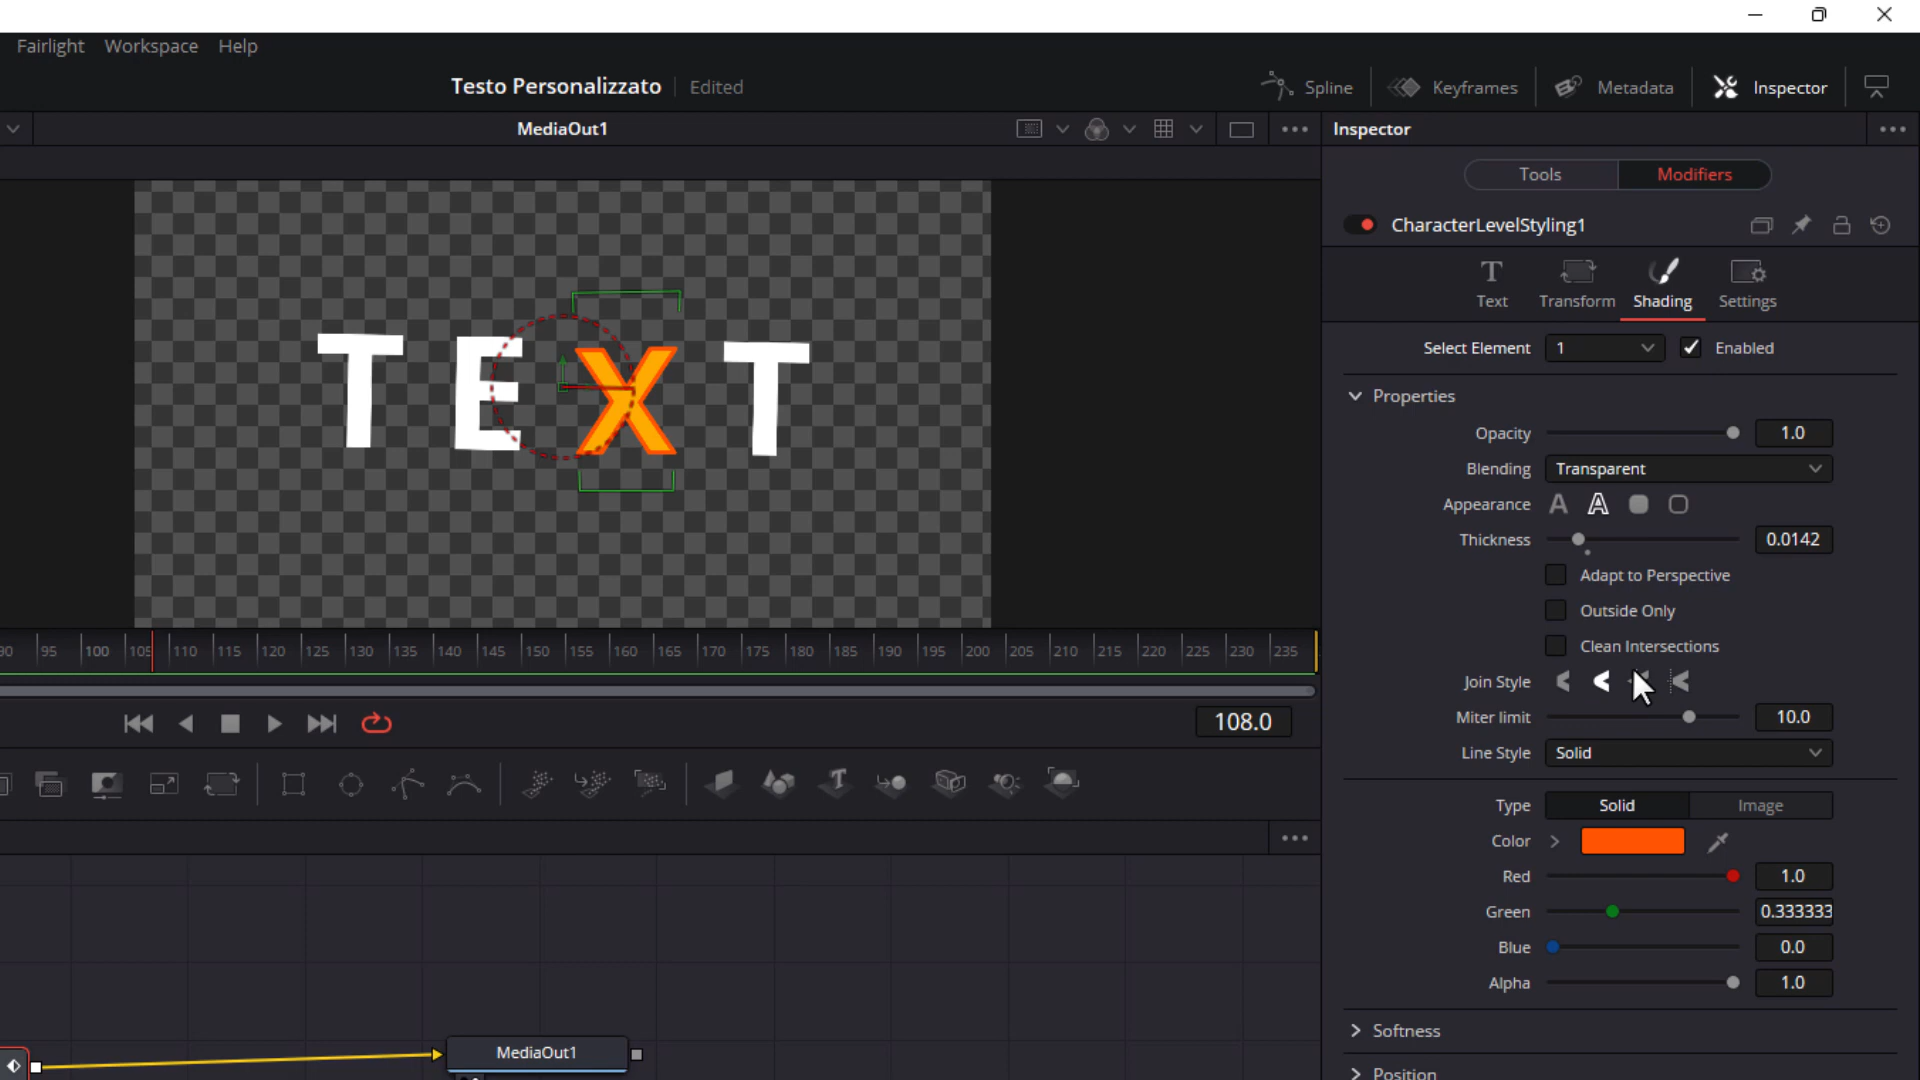 Fairlight Workspace Help
Testo Personalizzato Edited
Spline Keyframes Metadata Inspector
MediaOut1
Inspector
Tools Modifiers
CharacterLevelStyling1
Text Transform Shading Settings
Select Element 1 Enabled
Properties
Opacity 1.0
Blending Transparent
Appearance
Thickness 0.0142
Adapt to Perspective
Outside Only
Clean Intersections
Join Style
Miter limit 10.0
Line Style Solid
Type Solid Image
Color
Red 1.0
Green 0.333333
Blue 0.0
Alpha 1.0
Softness
Position
T E X T
90 95 100 105 110 115 120 125 130 135 140 145 150 155 160 165 170 175 180 185 190 195 200 205 210 215 220 225 230 235
108.0
MediaOut1